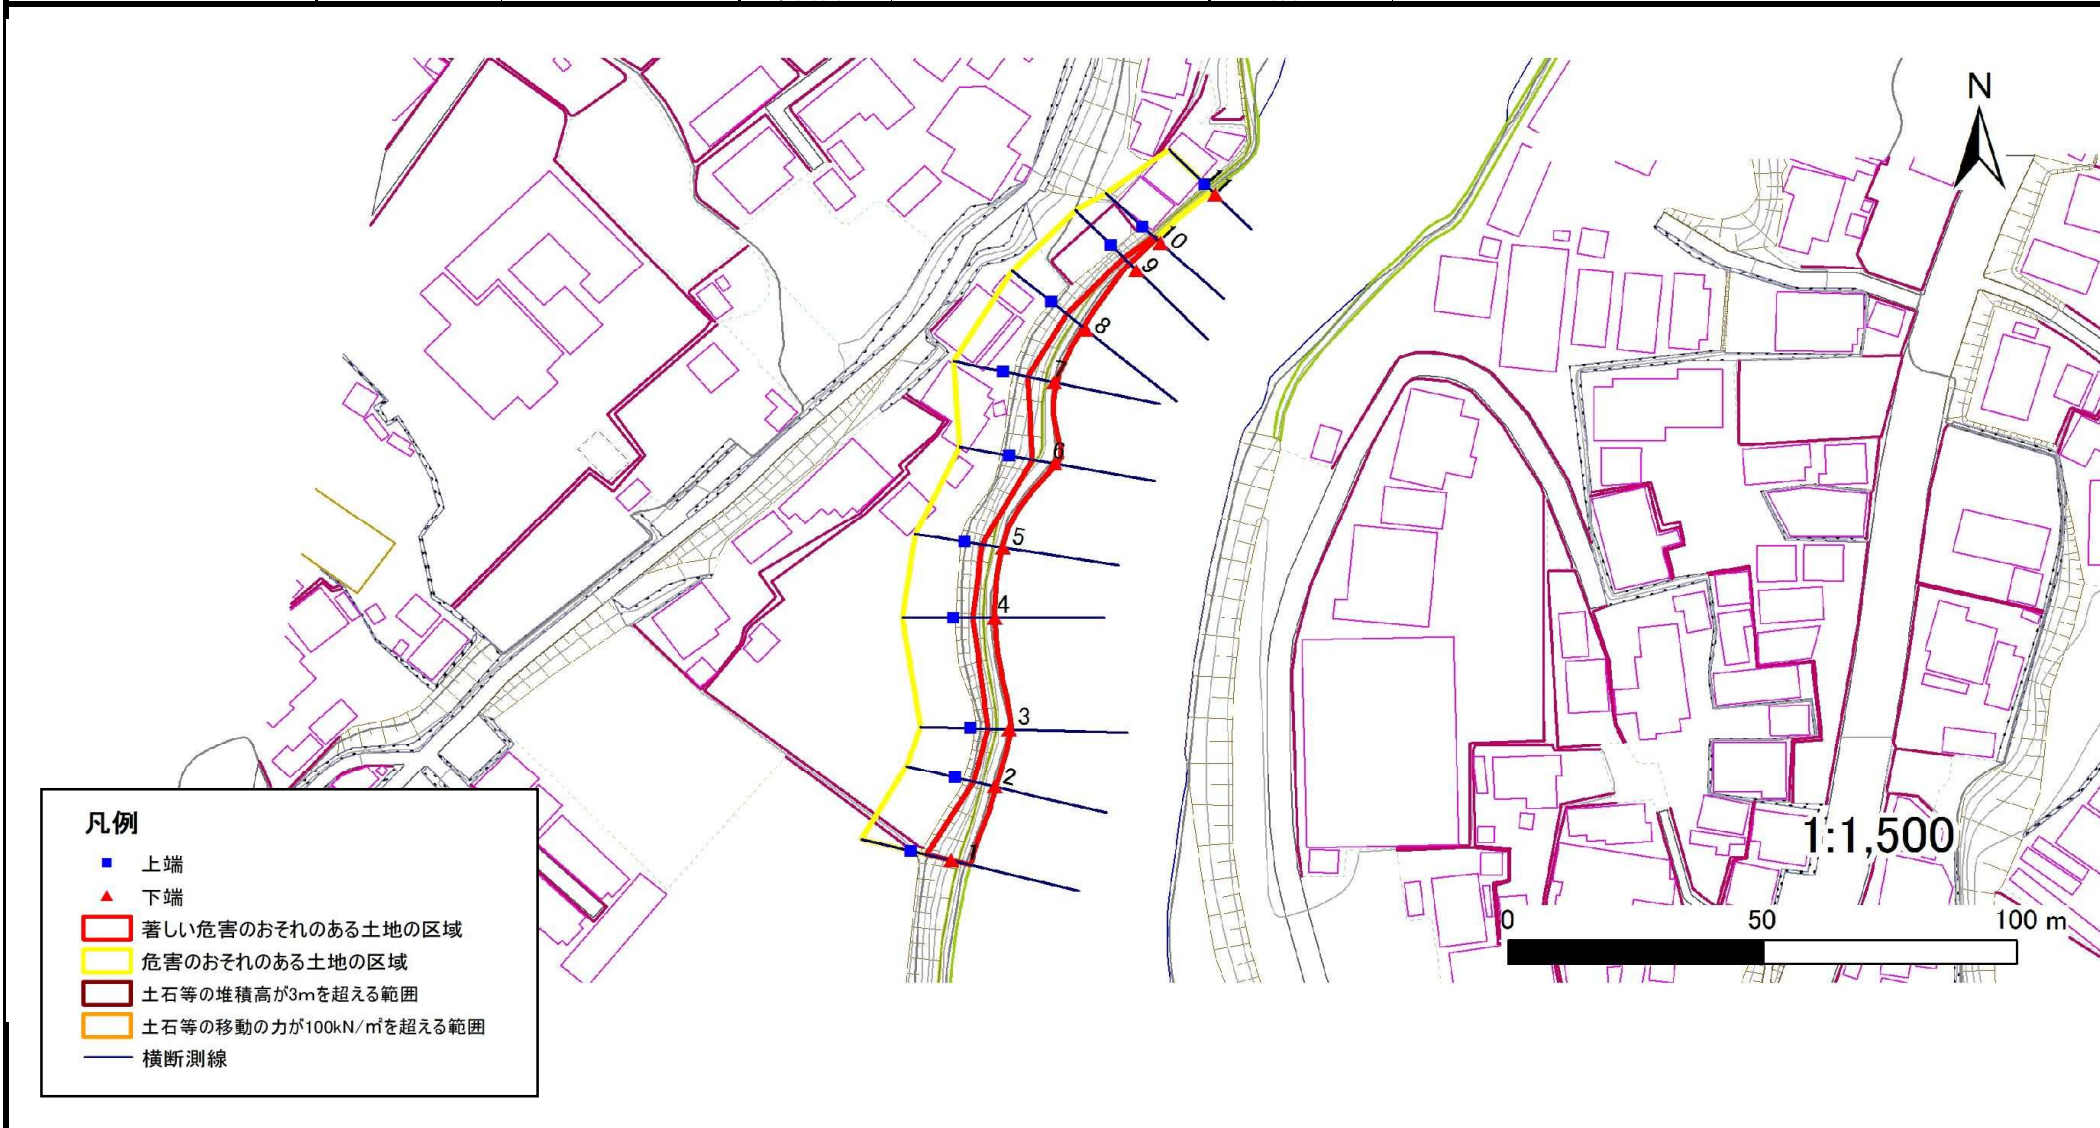 N
11
10
9
8
7
6
5
4
3
2
1
1:1,500
0 50 100 m
凡例
上端
下端
著しい危害のおそれのある土地の区域
危害のおそれのある土地の区域
土石等の堆積高が3mを超える範囲
土石等の移動の力が100kN/㎡を超える範囲
横断測線